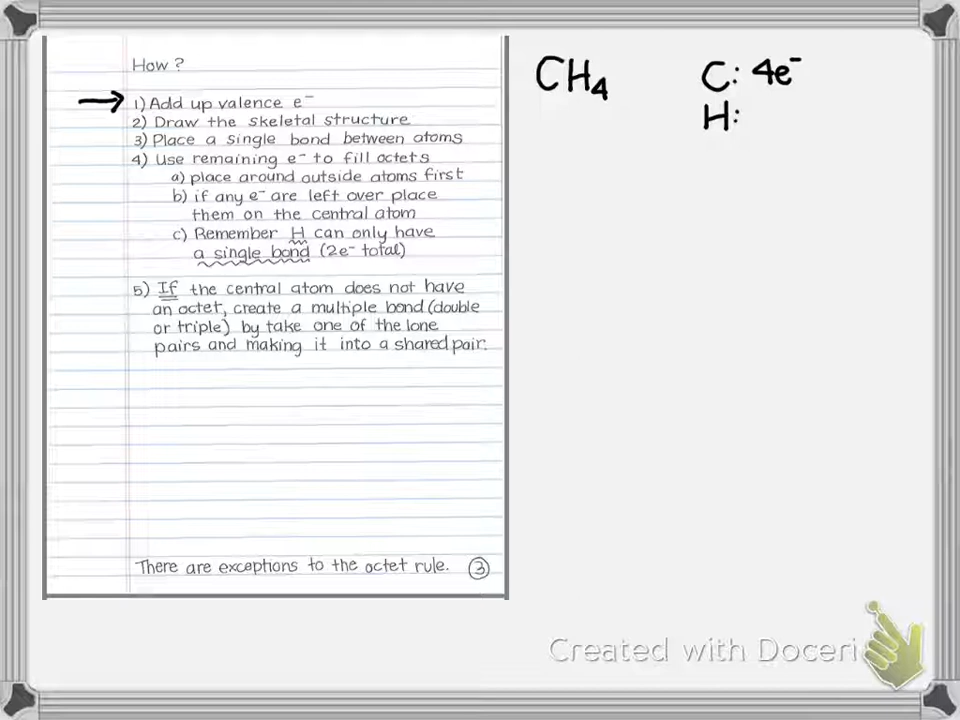 How?
1) Add up valence e⁻
2) Draw the skeletal structure
3) Place a single bond between atoms
4) Use remaining e⁻ to fill octets
a) place around outside atoms first
b) if any e⁻ are left over place
them on the central atom
c) Remember H can only have
a single bond (2e⁻ total)
5) If the central atom does not have
an octet, create a multiple bond (double
or triple) by take one of the lone
pairs and making it into a shared pair.
There are exceptions to the octet rule. 3
CH₄
C: 4e⁻
H:
Created with Doceri